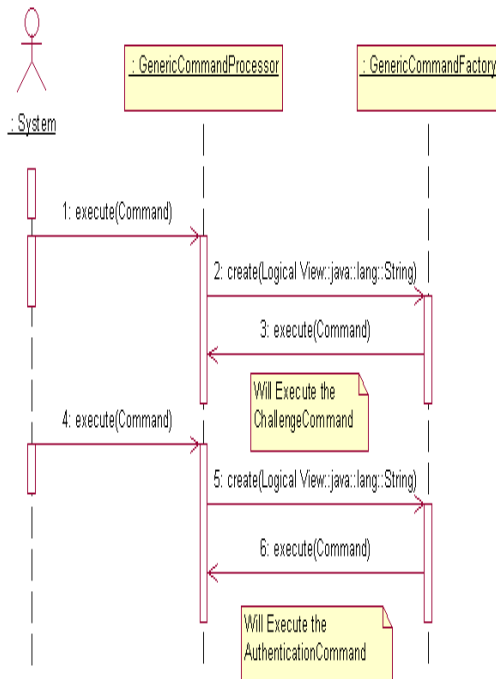 : GenericCommandProcessor
: GenericCommandFactory
: System
1: execute(Command)
2: create(Logical View::java::lang::String)
3: execute(Command)
Will Execute the
ChallengeCommand
4: execute(Command)
5: create(Logical View::java::lang::String)
6: execute(Command)
Will Execute the
AuthenticationCommand